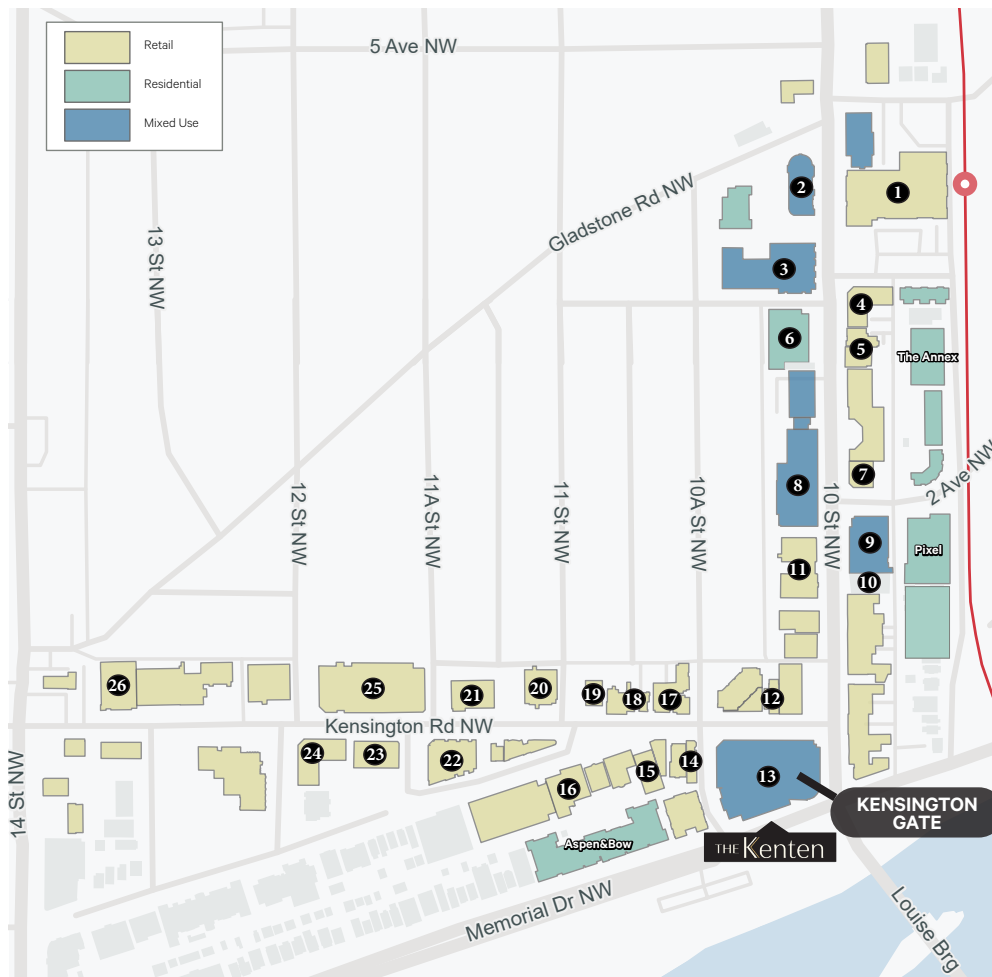 Retail
Residential
Mixed Use
5 Ave NW
Gladstone Rd NW
13 St NW
12 St NW
11A St NW
11 St NW
10A St NW
10 St NW
14 St NW
2 Ave NW
1
2
3
4
5
6
The Annex
7
8
9
Pixel
10
11
26
25
21
20
19
18
17
12
Kensington Rd NW
24
23
22
16
15
14
13
KENSINGTON
GATE
Aspen&Bow
THE Kenten
Memorial Dr NW
Louise Brg